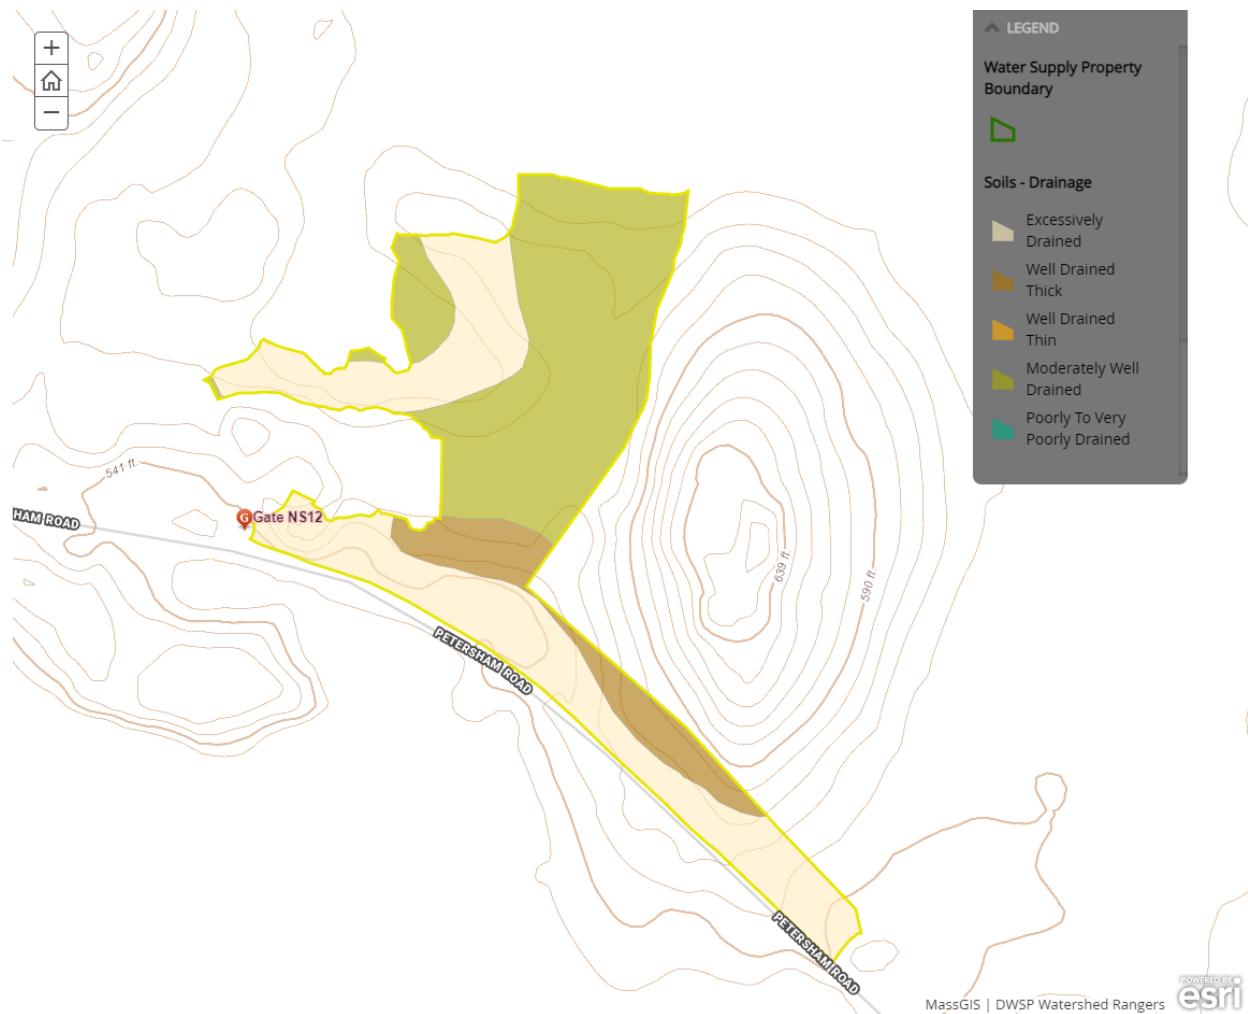 +
−
LEGEND
Water Supply Property
Boundary
Soils - Drainage
Excessively
Drained
Well Drained
Thick
Well Drained
Thin
Moderately Well
Drained
Poorly To Very
Poorly Drained
541 ft.
HAM ROAD
G
Gate NS12
639 ft.
590 ft.
PETERSHAM ROAD
PETERSHAM ROAD
MassGIS | DWSP Watershed Rangers
POWERED BY
esri